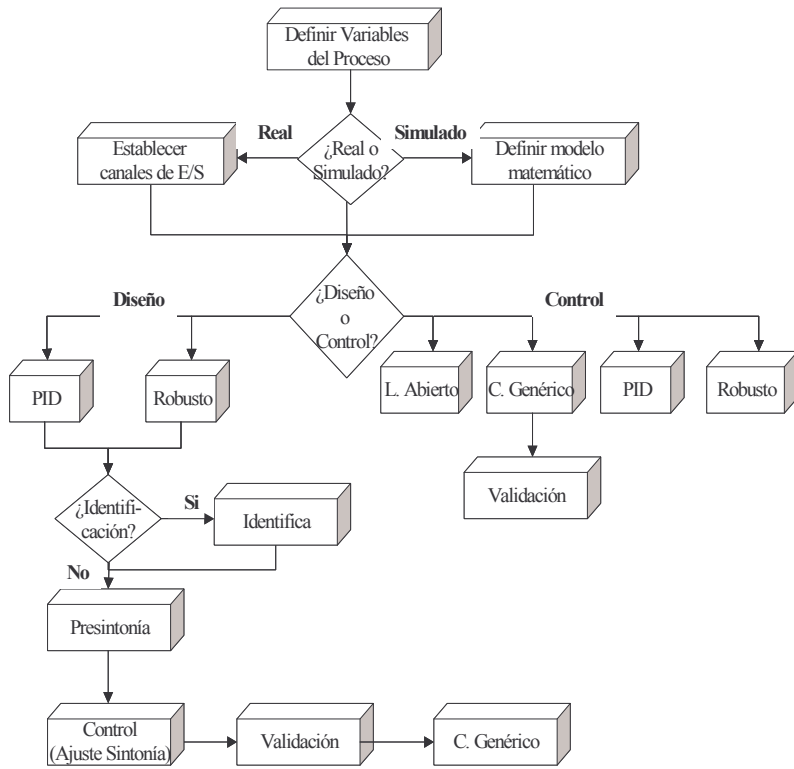 Definir Variables
del Proceso
Real
Simulado
Establecer
canales de E/S
¿Real o
Simulado?
Definir modelo
matemático
Diseño
¿Diseño
o
Control?
Control
PID
Robusto
L. Abierto
C. Genérico
PID
Robusto
Validación
¿Identifi-
cación?
Si
Identifica
No
Presintonía
Control
(Ajuste Sintonía)
Validación
C. Genérico